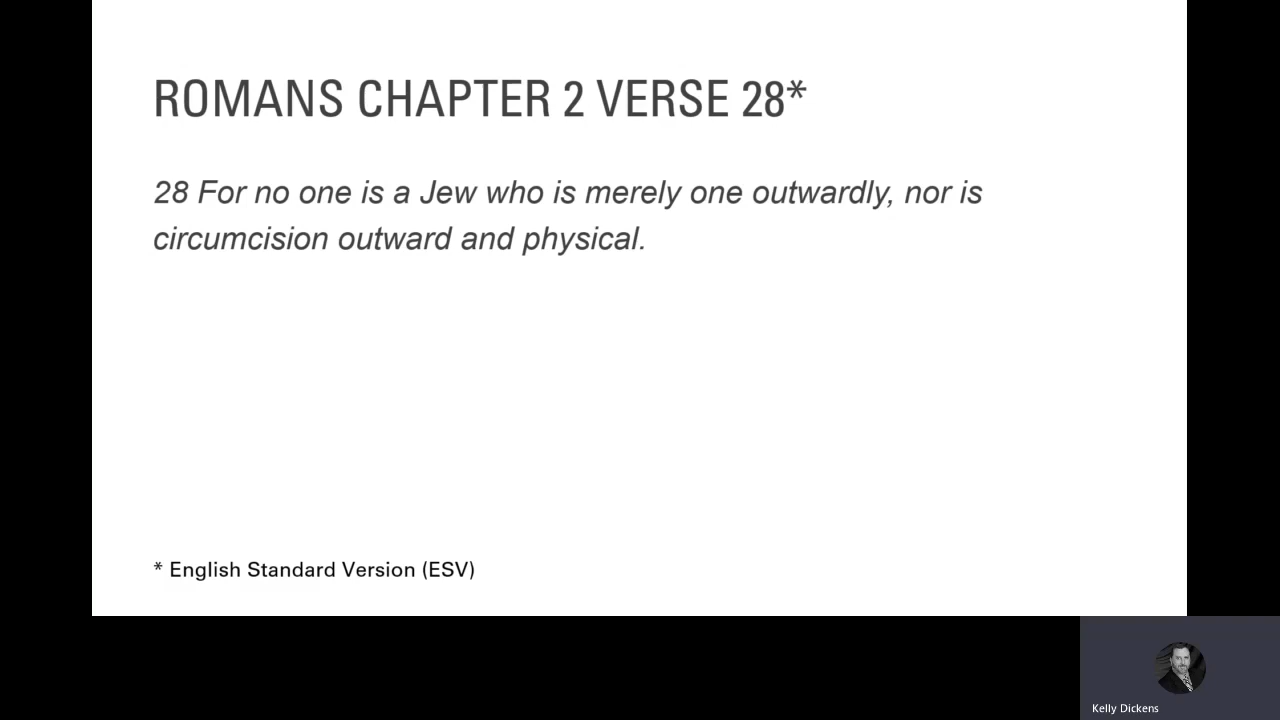 ROMANS CHAPTER 2 VERSE 28*
28 For no one is a Jew who is merely one outwardly, nor is
circumcision outward and physical.
* English Standard Version (ESV)
Kelly Dickens